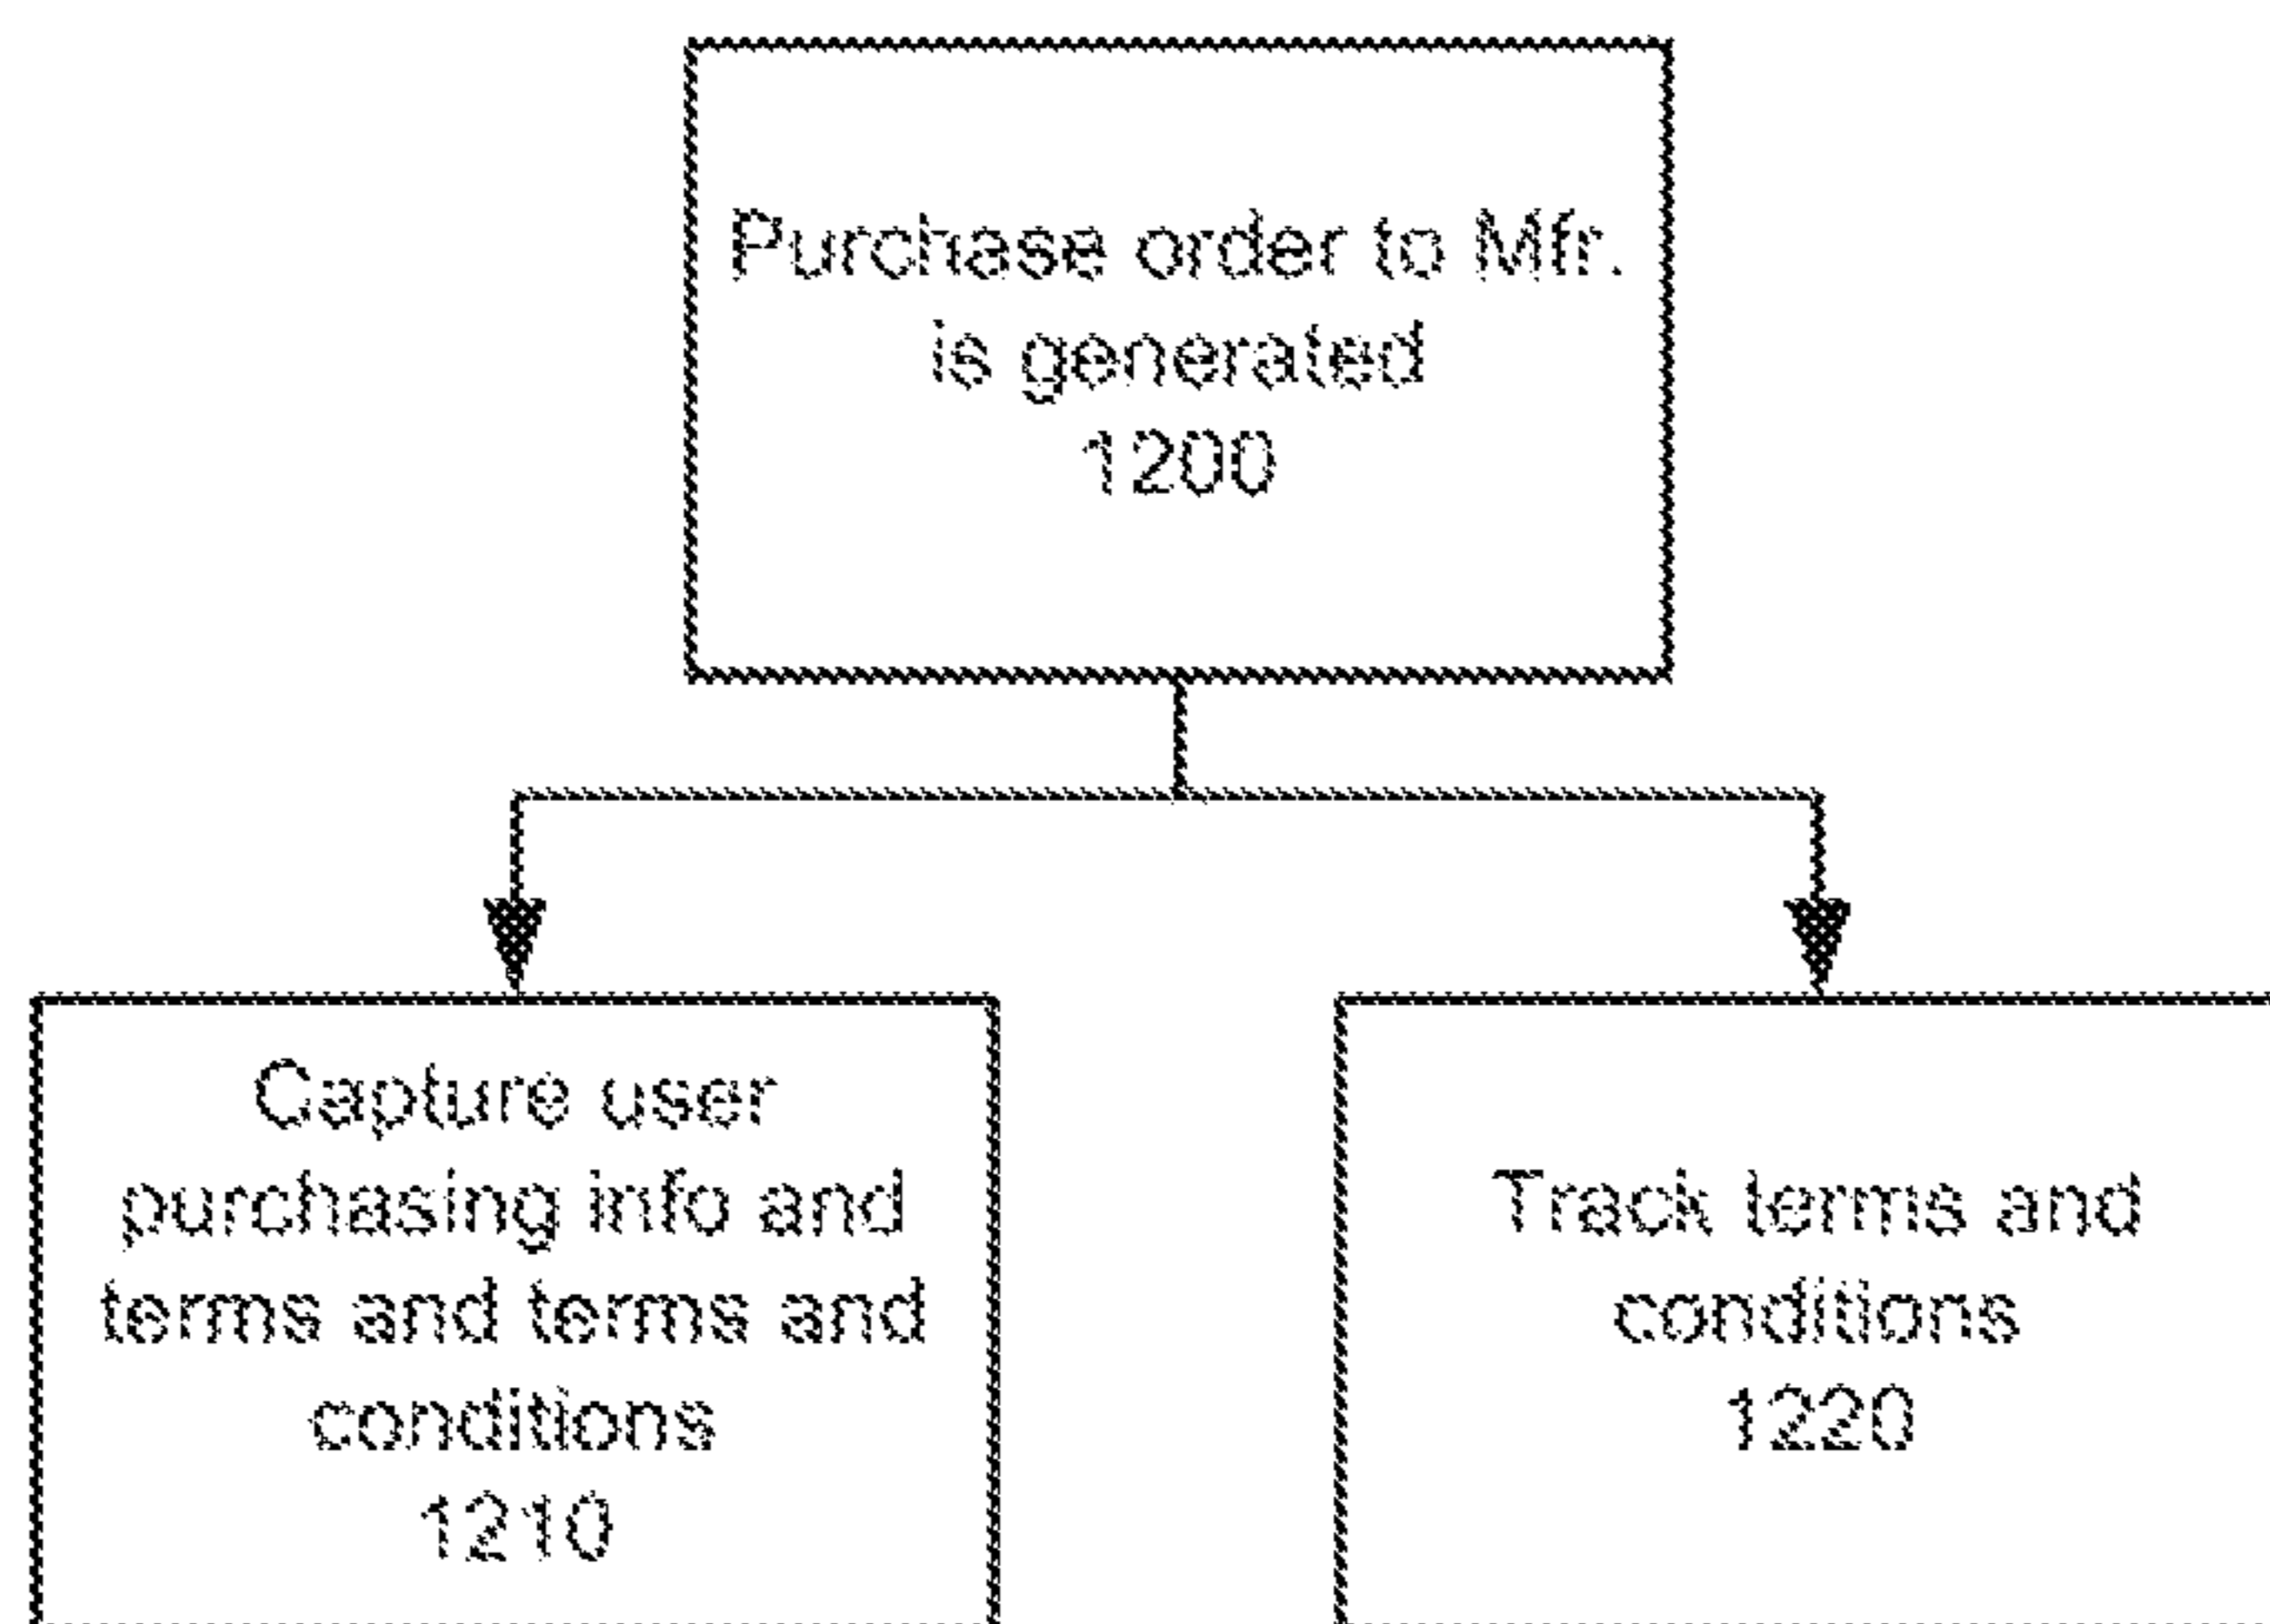 Purchase order to Mfr.
is generated
1200
Capture user
purchasing info and
terms and terms and
conditions
1210
Track terms and
conditions
1220